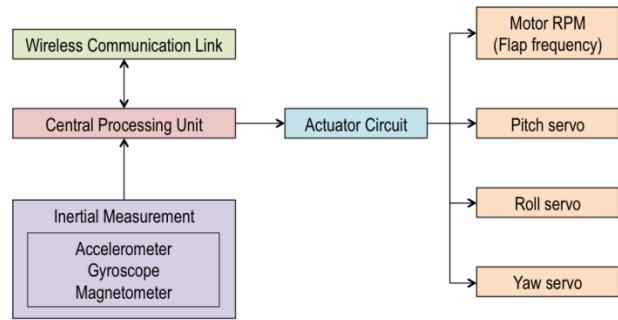 Wireless Communication Link
Central Processing Unit
Inertial Measurement
Accelerometer
Gyroscope
Magnetometer
Actuator Circuit
Motor RPM
(Flap frequency)
Pitch servo
Roll servo
Yaw servo